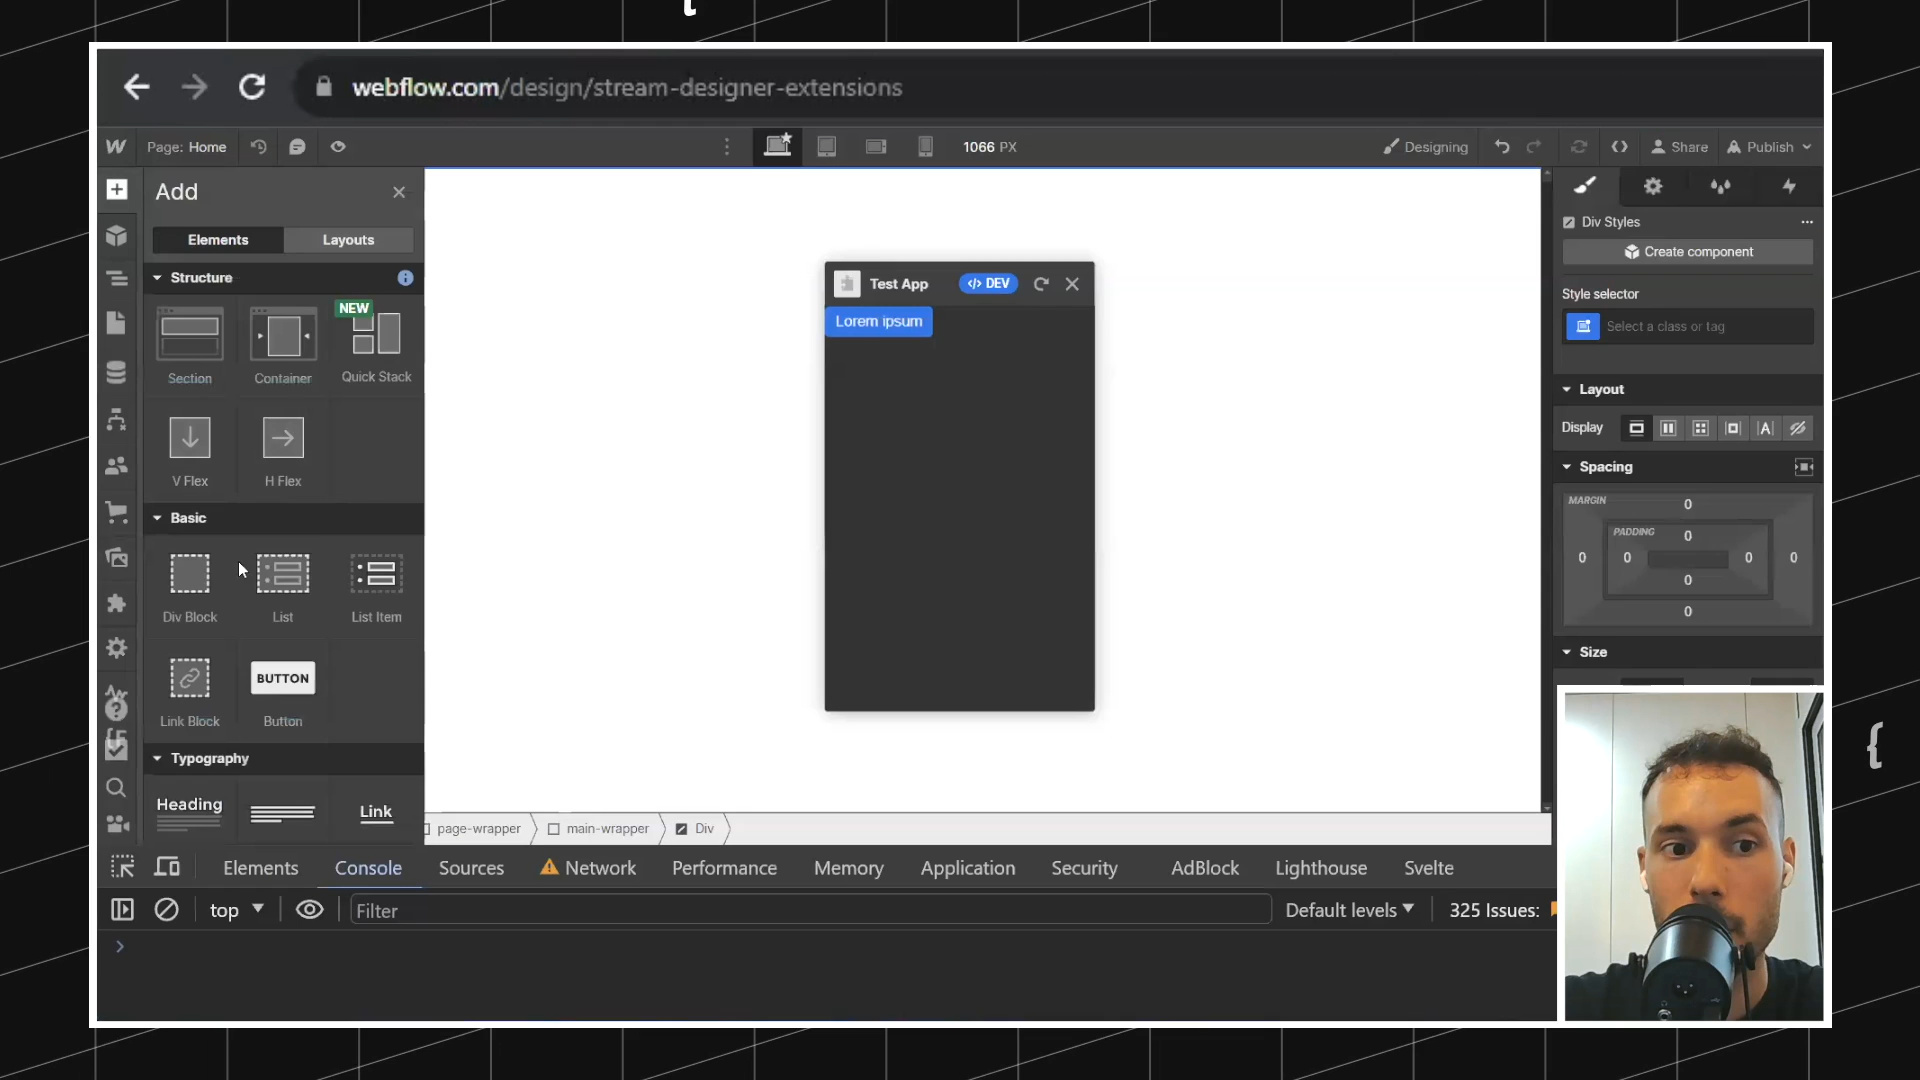 {
webflow.com/design/stream-designer-extensions
Page: Home
1066 PX
Designing
Share
Publish
Add
Elements
Layouts
Structure
NEW
Section
Container
Quick Stack
V Flex
H Flex
Basic
Div Block
List
List Item
BUTTON
Link Block
Button
Typography
Heading
Link
Test App
</> DEV
Lorem ipsum
Div Styles
Create component
Style selector
Select a class or tag
Layout
Display
Spacing
MARGIN
0
PADDING
0
0
0
0
0
0
0
Size
page-wrapper
main-wrapper
Div
Elements
Console
Sources
Network
Performance
Memory
Application
Security
AdBlock
Lighthouse
Svelte
top
Filter
Default levels
325 Issues:
{